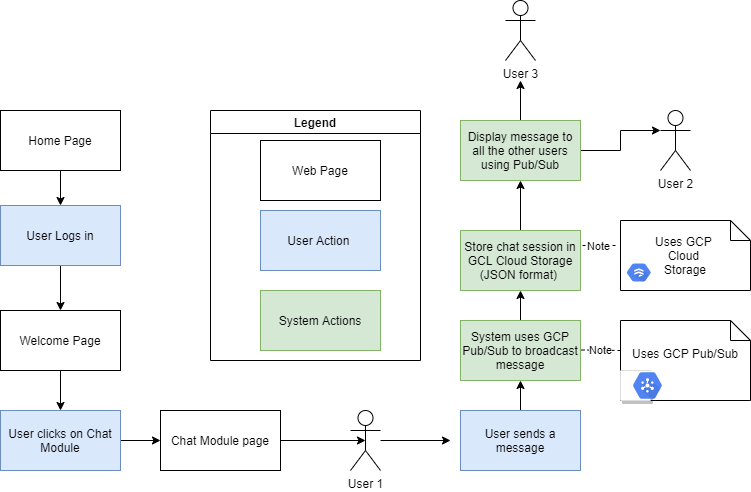 User 3
Legend
Home Page
Web Page
Display message to
all the other users
using Pub/Sub
User 2
User Logs in
User Action
Store chat session in
GCL Cloud Storage
(JSON format)
Note
Uses GCP
Cloud
Storage
Welcome Page
System Actions
System uses GCP
Pub/Sub to broadcast
message
Note
Uses GCP Pub/Sub
User clicks on Chat
Module
Chat Module page
User 1
User sends a
message